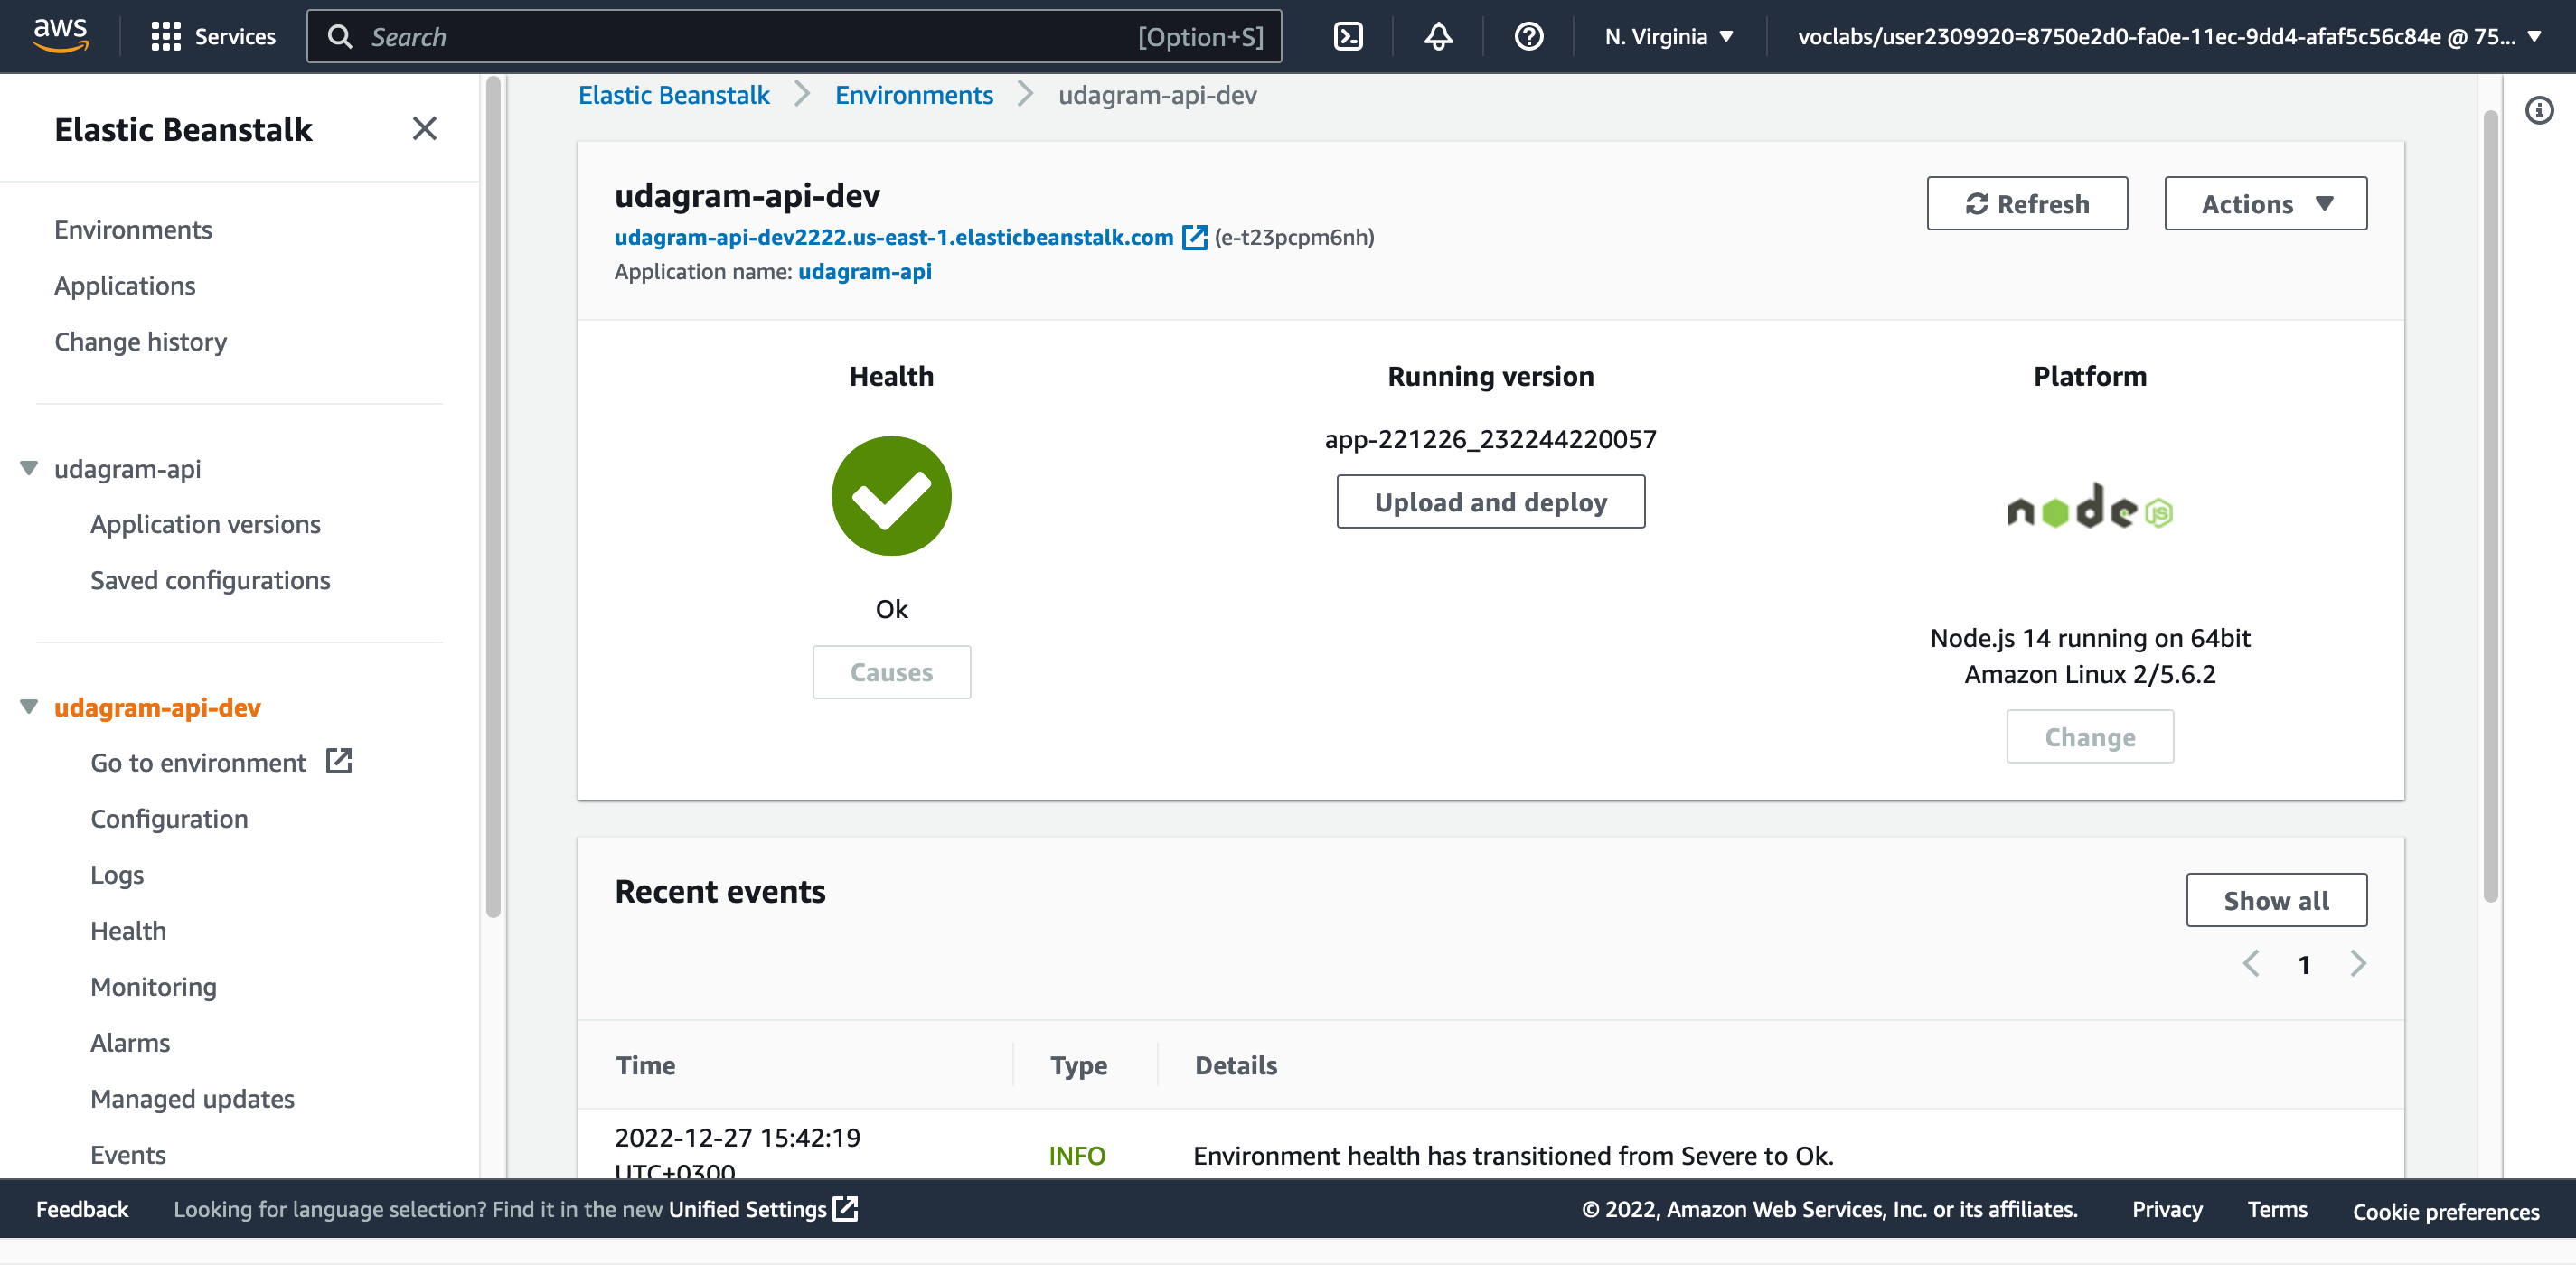 aws
Services
Search
[Option+S]
N. Virginia
voclabs/user2309920=8750e2d0-fa0e-11ec-9dd4-afaf5c56c84e @ 75...
Elastic Beanstalk
Environments
Applications
Change history
udagram-api
Application versions
Saved configurations
udagram-api-dev
Go to environment
Configuration
Logs
Health
Monitoring
Alarms
Managed updates
Events
Elastic Beanstalk
Environments
udagram-api-dev
udagram-api-dev
udagram-api-dev2222.us-east-1.elasticbeanstalk.com (e-t23pcpm6nh)
Application name: udagram-api
Refresh
Actions
Health
Ok
Causes
Running version
app-221226_232244220057
Upload and deploy
Platform
node JS
Node.js 14 running on 64bit
Amazon Linux 2/5.6.2
Change
Recent events
Show all
1
Time
Type
Details
2022-12-27 15:42:19
UTC+0300
INFO
Environment health has transitioned from Severe to Ok.
Feedback
Looking for language selection? Find it in the new Unified Settings
© 2022, Amazon Web Services, Inc. or its affiliates.
Privacy
Terms
Cookie preferences